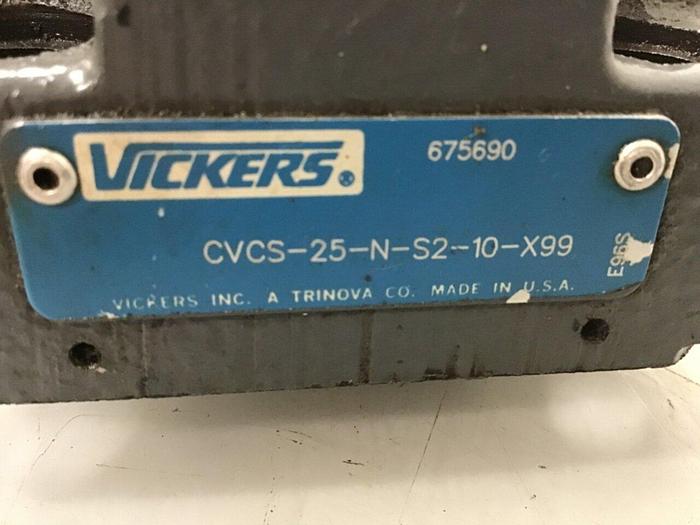 VICKERS®
675690
CVCS-25-N-S2-10-X99
E96S
VICKERS INC. A TRINOVA CO. MADE IN U.S.A.